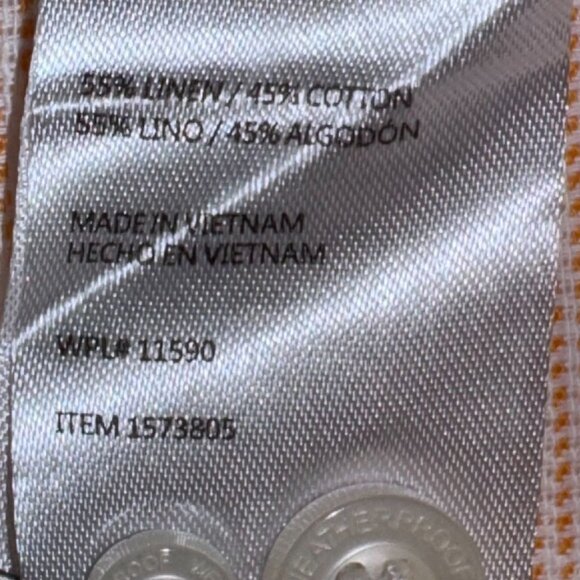 55% LINEN / 45% COTTON
55% LINO / 45% ALGODÓN
MADE IN VIETNAM
HECHO EN VIETNAM
WPL# 11590
ITEM 1573805